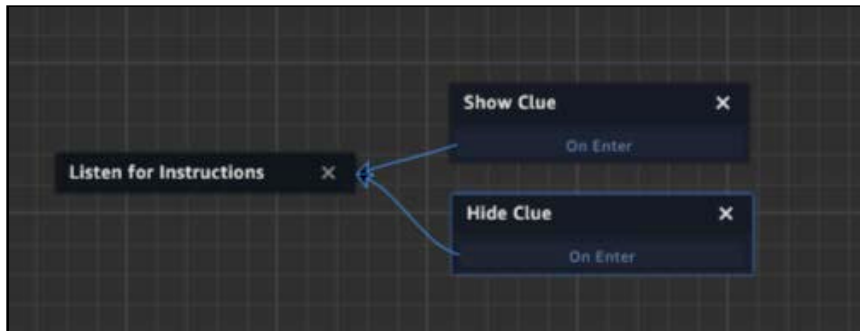 Listen for Instructions
Show Clue
On Enter
Hide Clue
On Enter